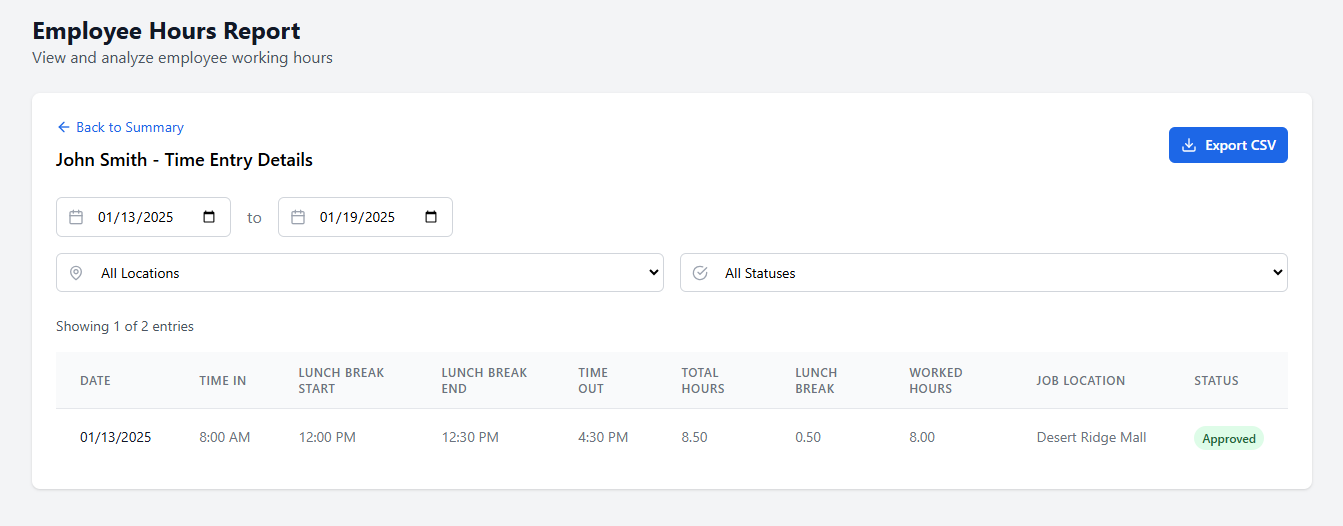 Employee Hours Report
View and analyze employee working hours
Back to Summary
John Smith - Time Entry Details
Export CSV
01/13/2025 to 01/19/2025
All Locations All Statuses
Showing 1 of 2 entries
DATE TIME IN LUNCH BREAK START LUNCH BREAK END TIME OUT TOTAL HOURS LUNCH BREAK WORKED HOURS JOB LOCATION STATUS
01/13/2025 8:00 AM 12:00 PM 12:30 PM 4:30 PM 8.50 0.50 8.00 Desert Ridge Mall Approved